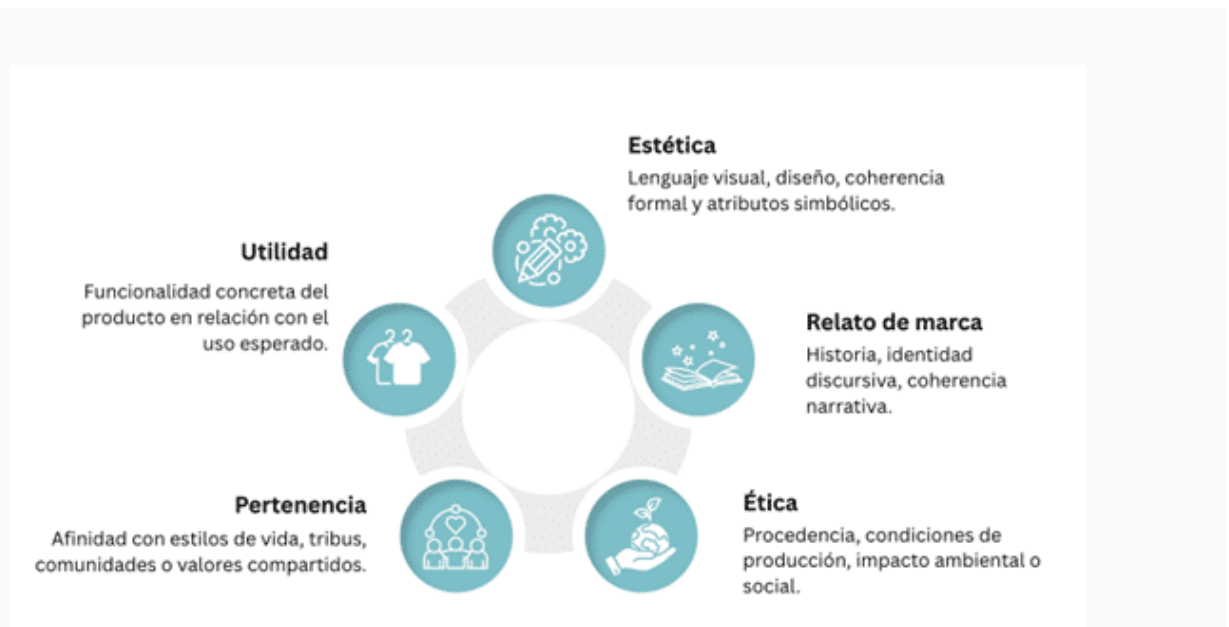 Estética
Lenguaje visual, diseño, coherencia
formal y atributos simbólicos.
Utilidad
Funcionalidad concreta del
producto en relación con el
uso esperado.
Relato de marca
Historia, identidad
discursiva, coherencia
narrativa.
Pertenencia
Afinidad con estilos de vida, tribus,
comunidades o valores compartidos.
Ética
Procedencia, condiciones de
producción, impacto ambiental o
social.